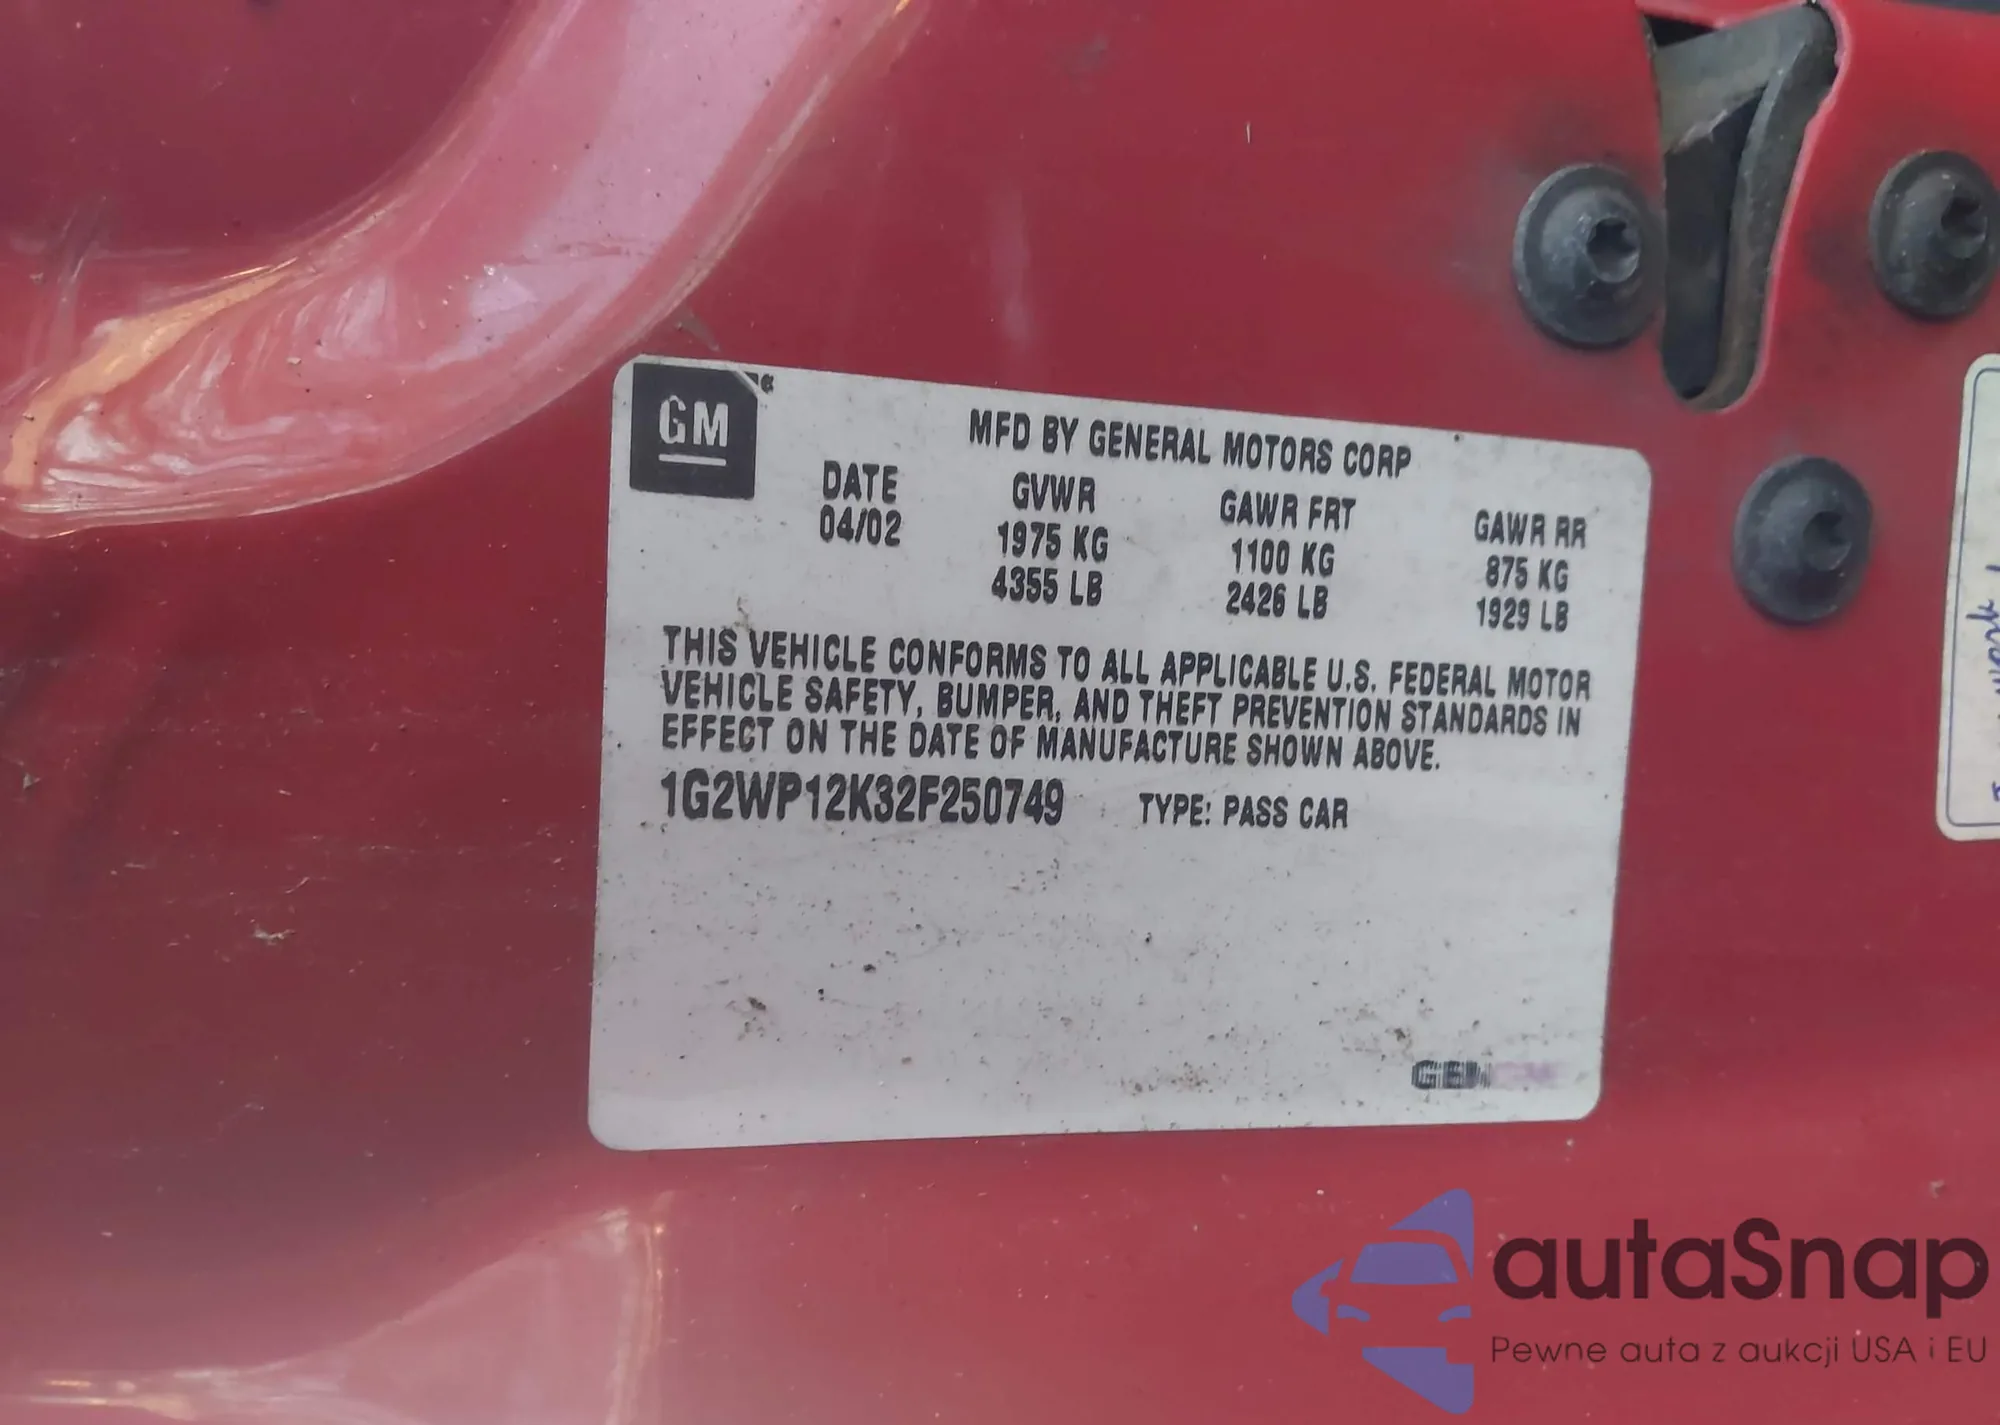 GM
MFD BY GENERAL MOTORS CORP
DATE GVWR GAWR FRT GAWR RR
04/02 1975 KG 1100 KG 875 KG
4355 LB 2426 LB 1929 LB
THIS VEHICLE CONFORMS TO ALL APPLICABLE U.S. FEDERAL MOTOR
VEHICLE SAFETY, BUMPER, AND THEFT PREVENTION STANDARDS IN
EFFECT ON THE DATE OF MANUFACTURE SHOWN ABOVE.
1G2WP12K32F250749 TYPE: PASS CAR
autaSnap
Pewne auta z aukcji USA i EU